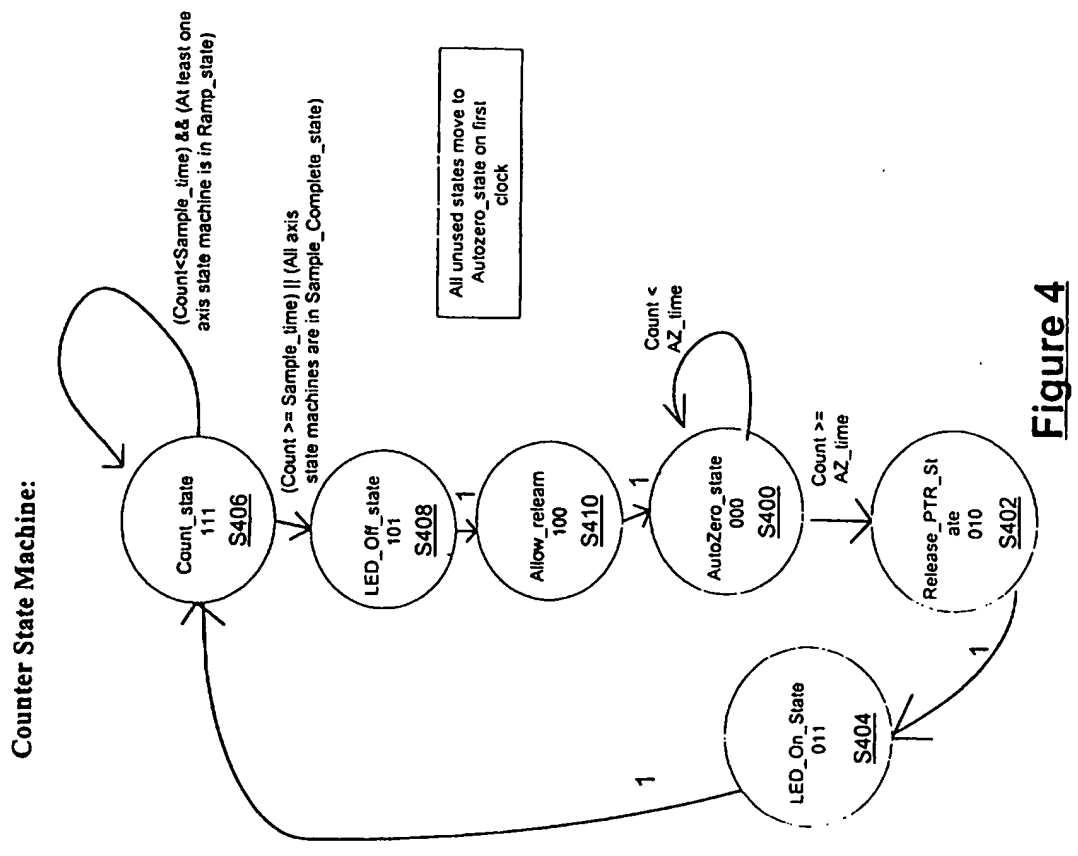 Counter State Machine:
(Count<Sample_time) && (At least one
axis state machine is in Ramp_state)
Count_state
111
S406
(Count >= Sample_time) || (All axis
state machines are in Sample_Complete_state)
LED_Off_state
101
S408
1
Allow_relearn
100
S410
1
All unused states move to
Autozero_state on first
clock
AutoZero_state
000
S400
Count <
AZ_time
Count >=
AZ_time
Release_PTR_St
ate
010
S402
1
LED_On_State
011
S404
1
Figure 4